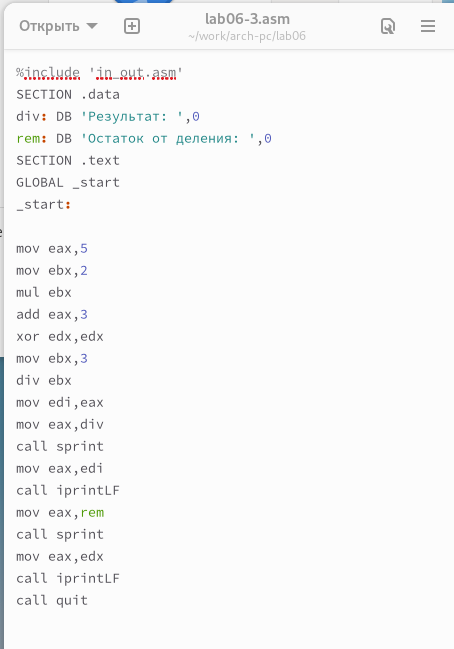 Открыть
lab06-3.asm
~/work/arch-pc/lab06
%include 'in_out.asm'
SECTION .data
div: DB 'Результат: ',0
rem: DB 'Остаток от деления: ',0
SECTION .text
GLOBAL _start
_start:
mov eax,5
mov ebx,2
mul ebx
add eax,3
xor edx,edx
mov ebx,3
div ebx
mov edi,eax
mov eax,div
call sprint
mov eax,edi
call iprintLF
mov eax,rem
call sprint
mov eax,edx
call iprintLF
call quit